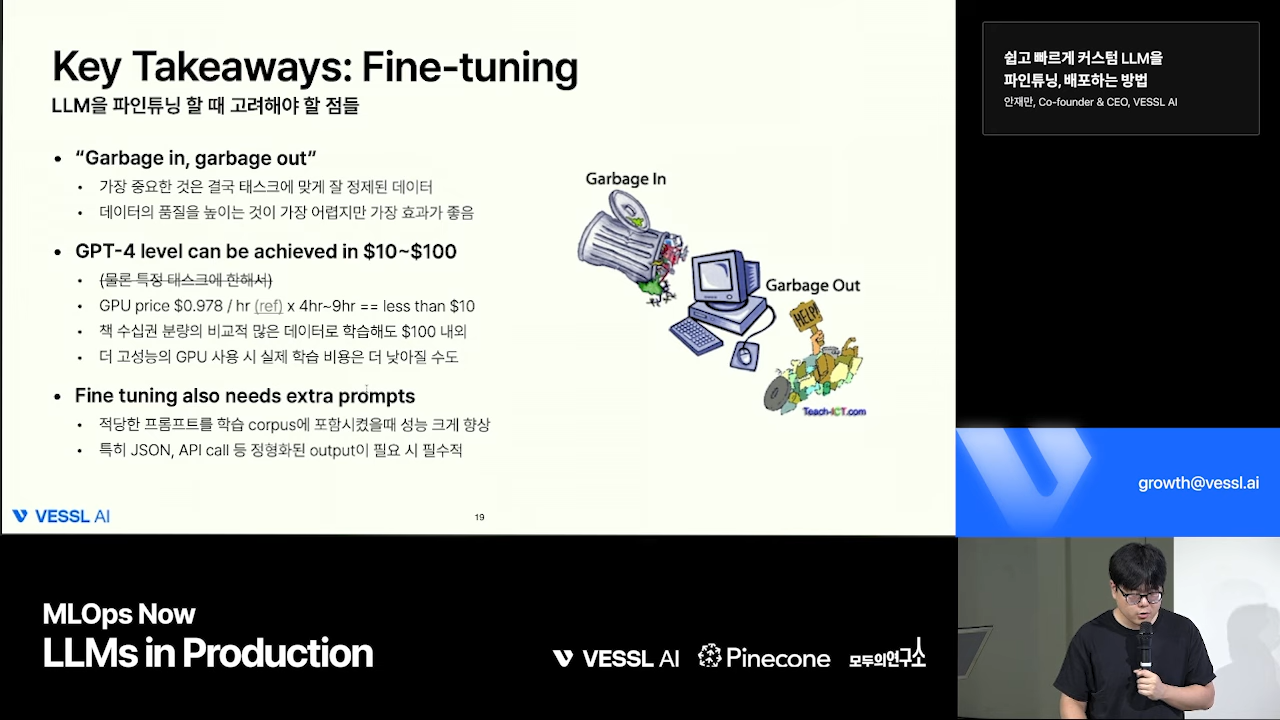 Key Takeaways: Fine-tuning
LLM을 파인튜닝 할 때 고려해야 할 점들
• “Garbage in, garbage out”
• 가장 중요한 것은 결국 태스크에 맞게 잘 정제된 데이터
• 데이터의 품질을 높이는 것이 가장 어렵지만 가장 효과가 좋음
• GPT-4 level can be achieved in $10~$100
• (물론 특정 태스크에 한해서)
• GPU price $0.978 / hr (ref) x 4hr~9hr == less than $10
• 책 수십권 분량의 비교적 많은 데이터로 학습해도 $100 내외
• 더 고성능의 GPU 사용 시 실제 학습 비용은 더 낮아질 수도
• Fine tuning also needs extra prompts
• 적당한 프롬프트를 학습 corpus에 포함시켰을때 성능 크게 향상
• 특히 JSON, API call 등 정형화된 output이 필요 시 필수적
Garbage In
Garbage Out
HELP!
Teach-ICT.com
VESSL AI
19
쉽고 빠르게 커스텀 LLM을
파인튜닝, 배포하는 방법
안재만, Co-founder & CEO, VESSL AI
growth@vessl.ai
MLOps Now
LLMs in Production
VESSL AI
Pinecone
모두의연구소